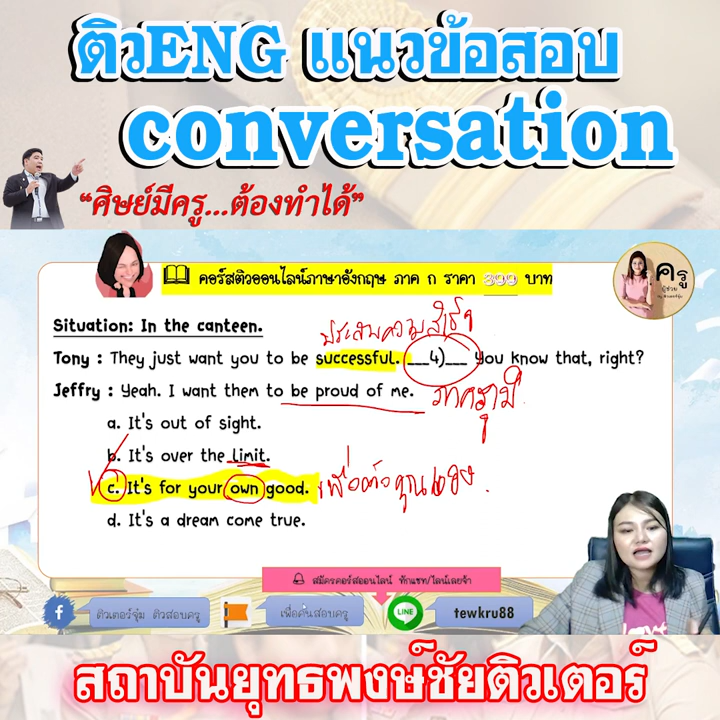 ติวENG แนวข้อสอบ
conversation
“ศิษย์มีครู...ต้องทำได้”
คอร์สติวออนไลน์ภาษาอังกฤษ ภาค ก ราคา 399 บาท
ครู
ผู้ช่วย
Situation: In the canteen.
ประสบความสำเร็จ
Tony : They just want you to be successful. ___4)___ You know that, right?
Jeffry : Yeah. I want them to be proud of me.
ภาคภูมิ
a. It's out of sight.
b. It's over the limit.
c. It's for your own good.
เพื่อตัวคุณเอง
d. It's a dream come true.
สมัครคอร์สออนไลน์ ทักแชท/ไลน์เลยจ้า
ติวเตอร์จุ๋ม ติวสอบครู
เพื่อค้นสอบครู
LINE
tewkru88
สถาบันยุทธพงษ์ชัยติวเตอร์